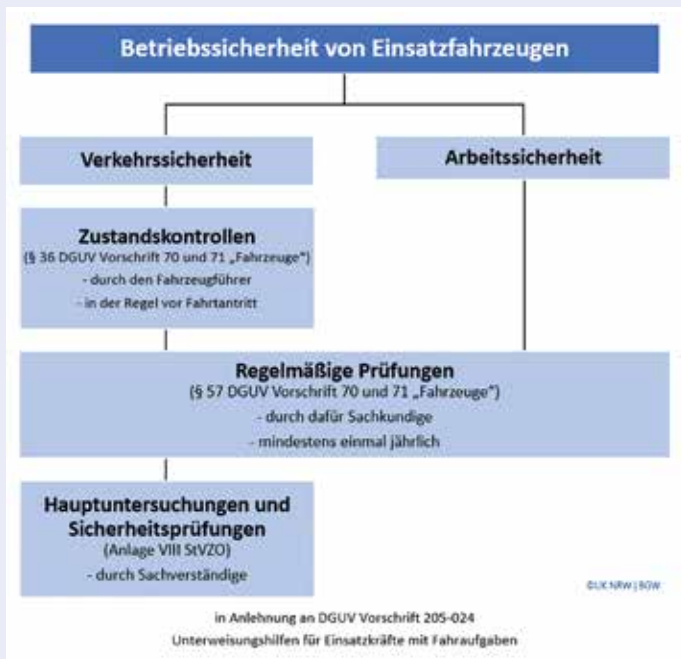 Betriebssicherheit von Einsatzfahrzeugen
Verkehrssicherheit
Arbeitssicherheit
Zustandskontrollen
(§ 36 DGUV Vorschrift 70 und 71 „Fahrzeuge“)
- durch den Fahrzeugführer
- in der Regel vor Fahrtantritt
Regelmäßige Prüfungen
(§ 57 DGUV Vorschrift 70 und 71 „Fahrzeuge“)
- durch dafür Sachkundige
- mindestens einmal jährlich
Hauptuntersuchungen und
Sicherheitsprüfungen
(Anlage VIII StVZO)
- durch Sachverständige
©UK NRW | BGW
in Anlehnung an DGUV Vorschrift 205-024
Unterweisungshilfen für Einsatzkräfte mit Fahraufgaben